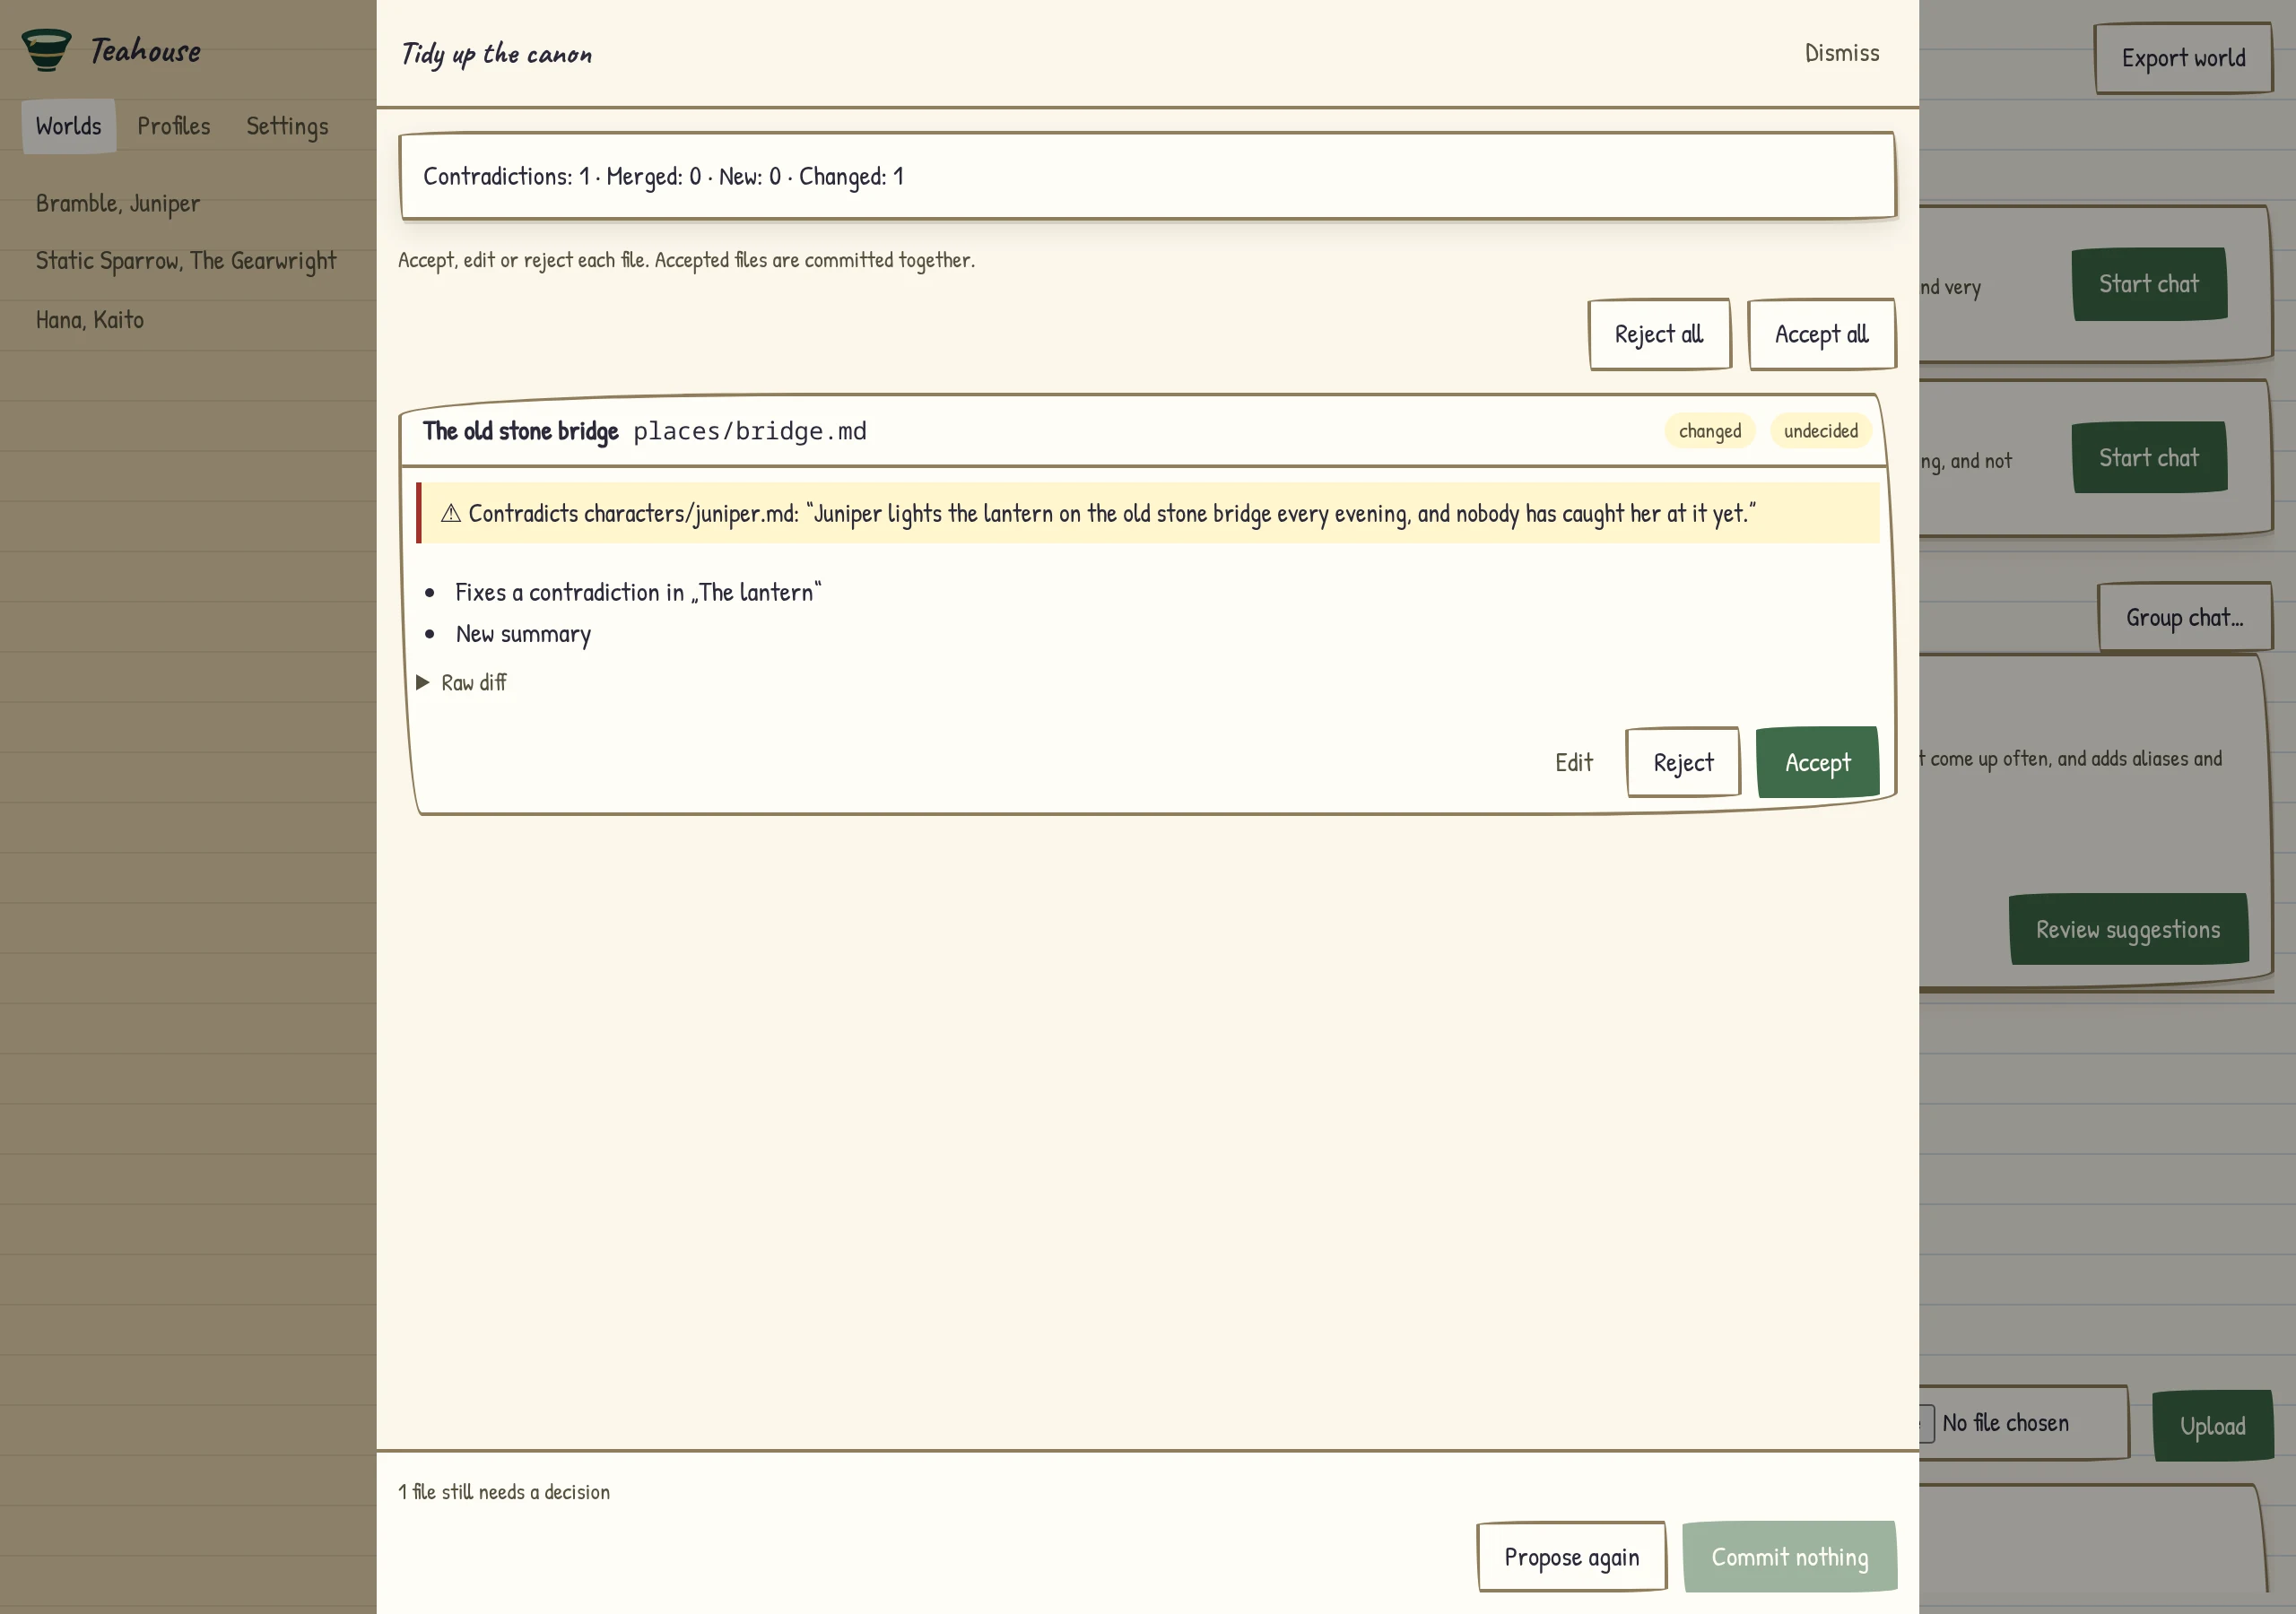 Teahouse
Worlds Profiles Settings
Bramble, Juniper
Static Sparrow, The Gearwright
Hana, Kaito
Tidy up the canon
Dismiss
Contradictions: 1 · Merged: 0 · New: 0 · Changed: 1
Accept, edit or reject each file. Accepted files are committed together.
Reject all Accept all
The old stone bridge places/bridge.md changed undecided
⚠ Contradicts characters/juniper.md: “Juniper lights the lantern on the old stone bridge every evening, and nobody has caught her at it yet.”
• Fixes a contradiction in „The lantern“
• New summary
▶ Raw diff
Edit Reject Accept
1 file still needs a decision
Propose again Commit nothing
Export world
nd very
Start chat
ng, and not
Start chat
Group chat…
t come up often, and adds aliases and
Review suggestions
No file chosen
Upload